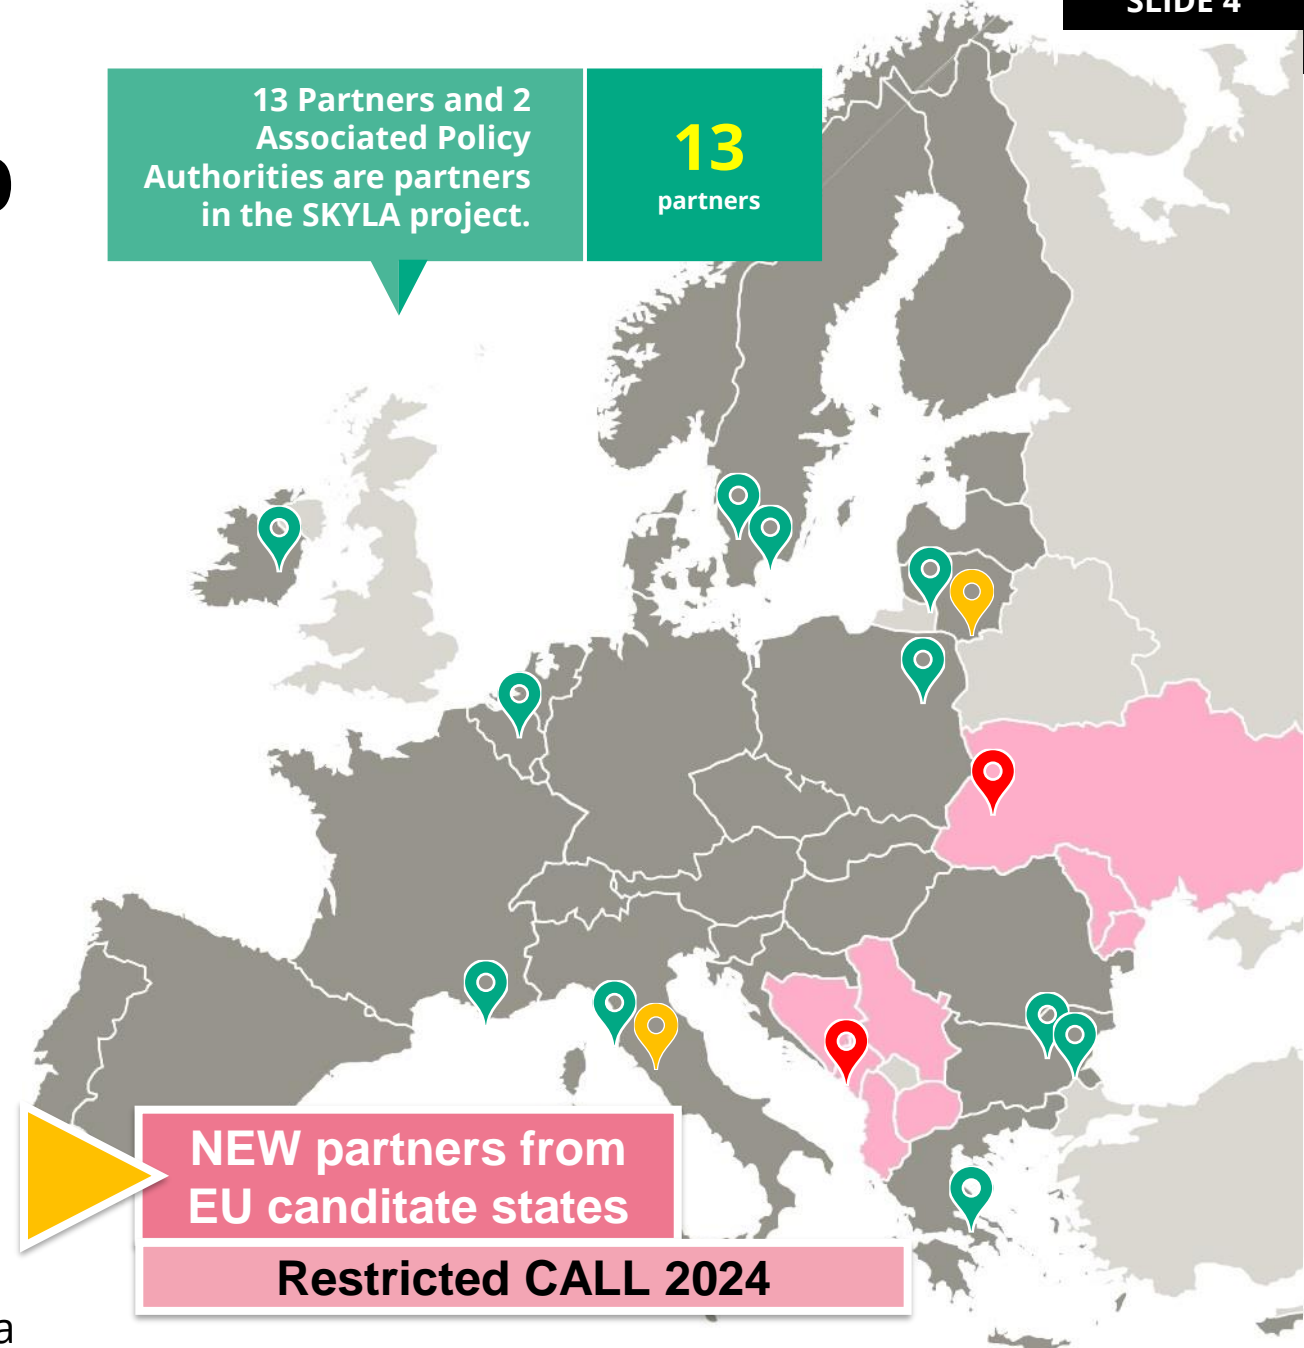 SLIDE 4
13 Partners and 2
Associated Policy
Authorities are partners
in the SKYLA project.
13
partners
NEW partners from
EU canditate states
Restricted CALL 2024
a